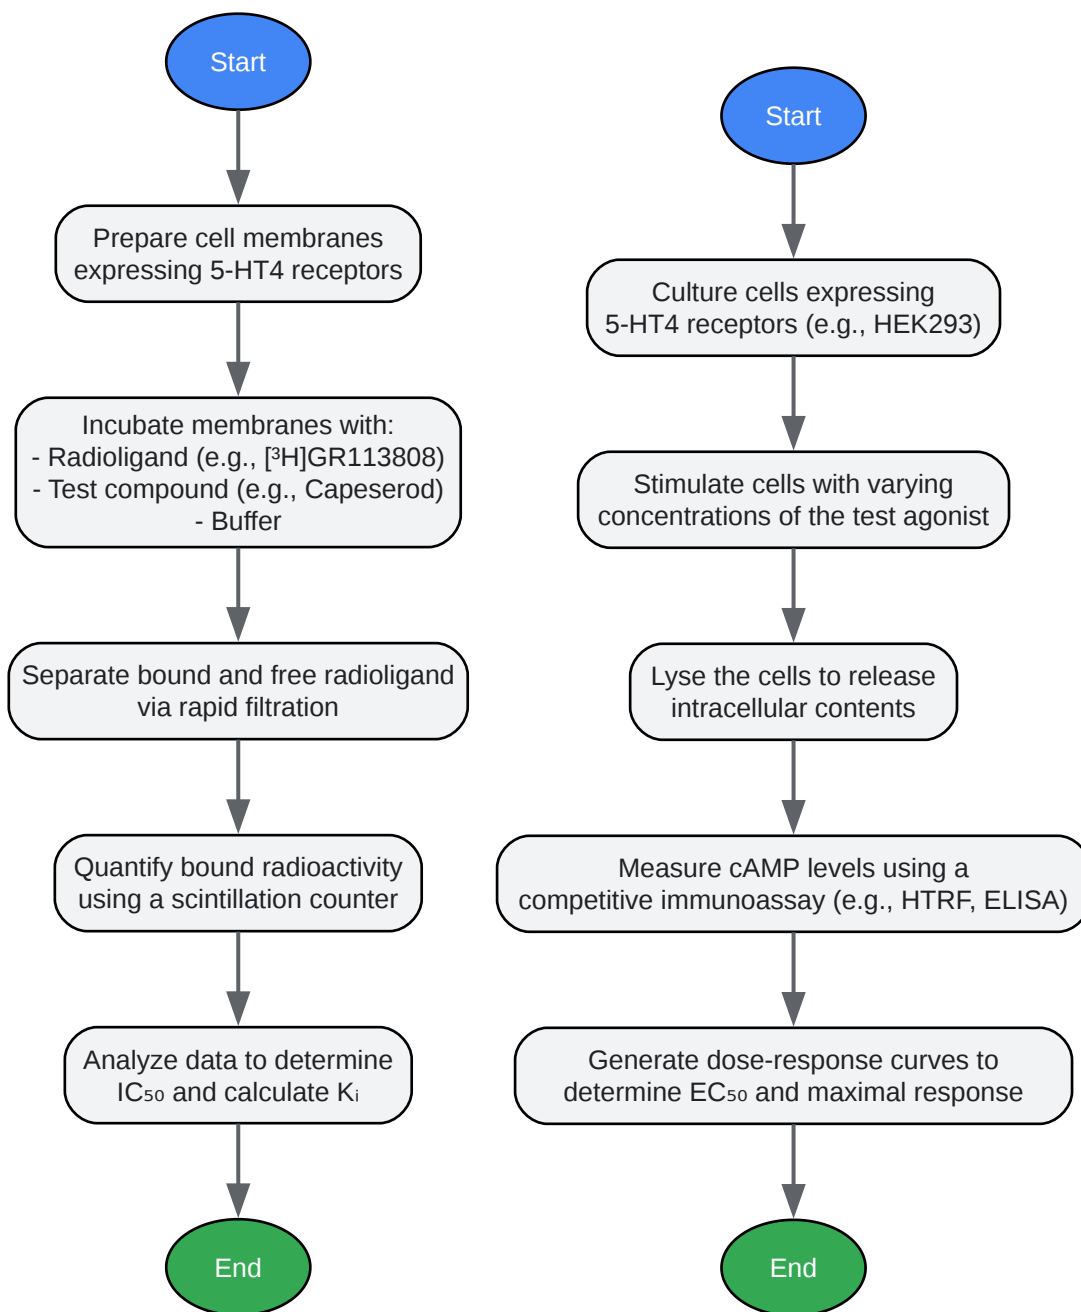 Start
Prepare cell membranes
expressing 5-HT4 receptors
Incubate membranes with:
- Radioligand (e.g., [³H]GR113808)
- Test compound (e.g., Capeserod)
- Buffer
Separate bound and free radioligand
via rapid filtration
Quantify bound radioactivity
using a scintillation counter
Analyze data to determine
IC₅₀ and calculate Kᵢ
End
Start
Culture cells expressing
5-HT4 receptors (e.g., HEK293)
Stimulate cells with varying
concentrations of the test agonist
Lyse the cells to release
intracellular contents
Measure cAMP levels using a
competitive immunoassay (e.g., HTRF, ELISA)
Generate dose-response curves to
determine EC₅₀ and maximal response
End